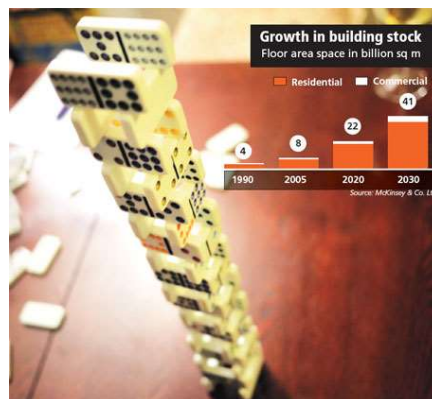 Growth in building stock
Floor area space in billion sq m
Residential Commercial
4 8 22 41
1990 2005 2020 2030
Source: McKinsey & Co. Lt